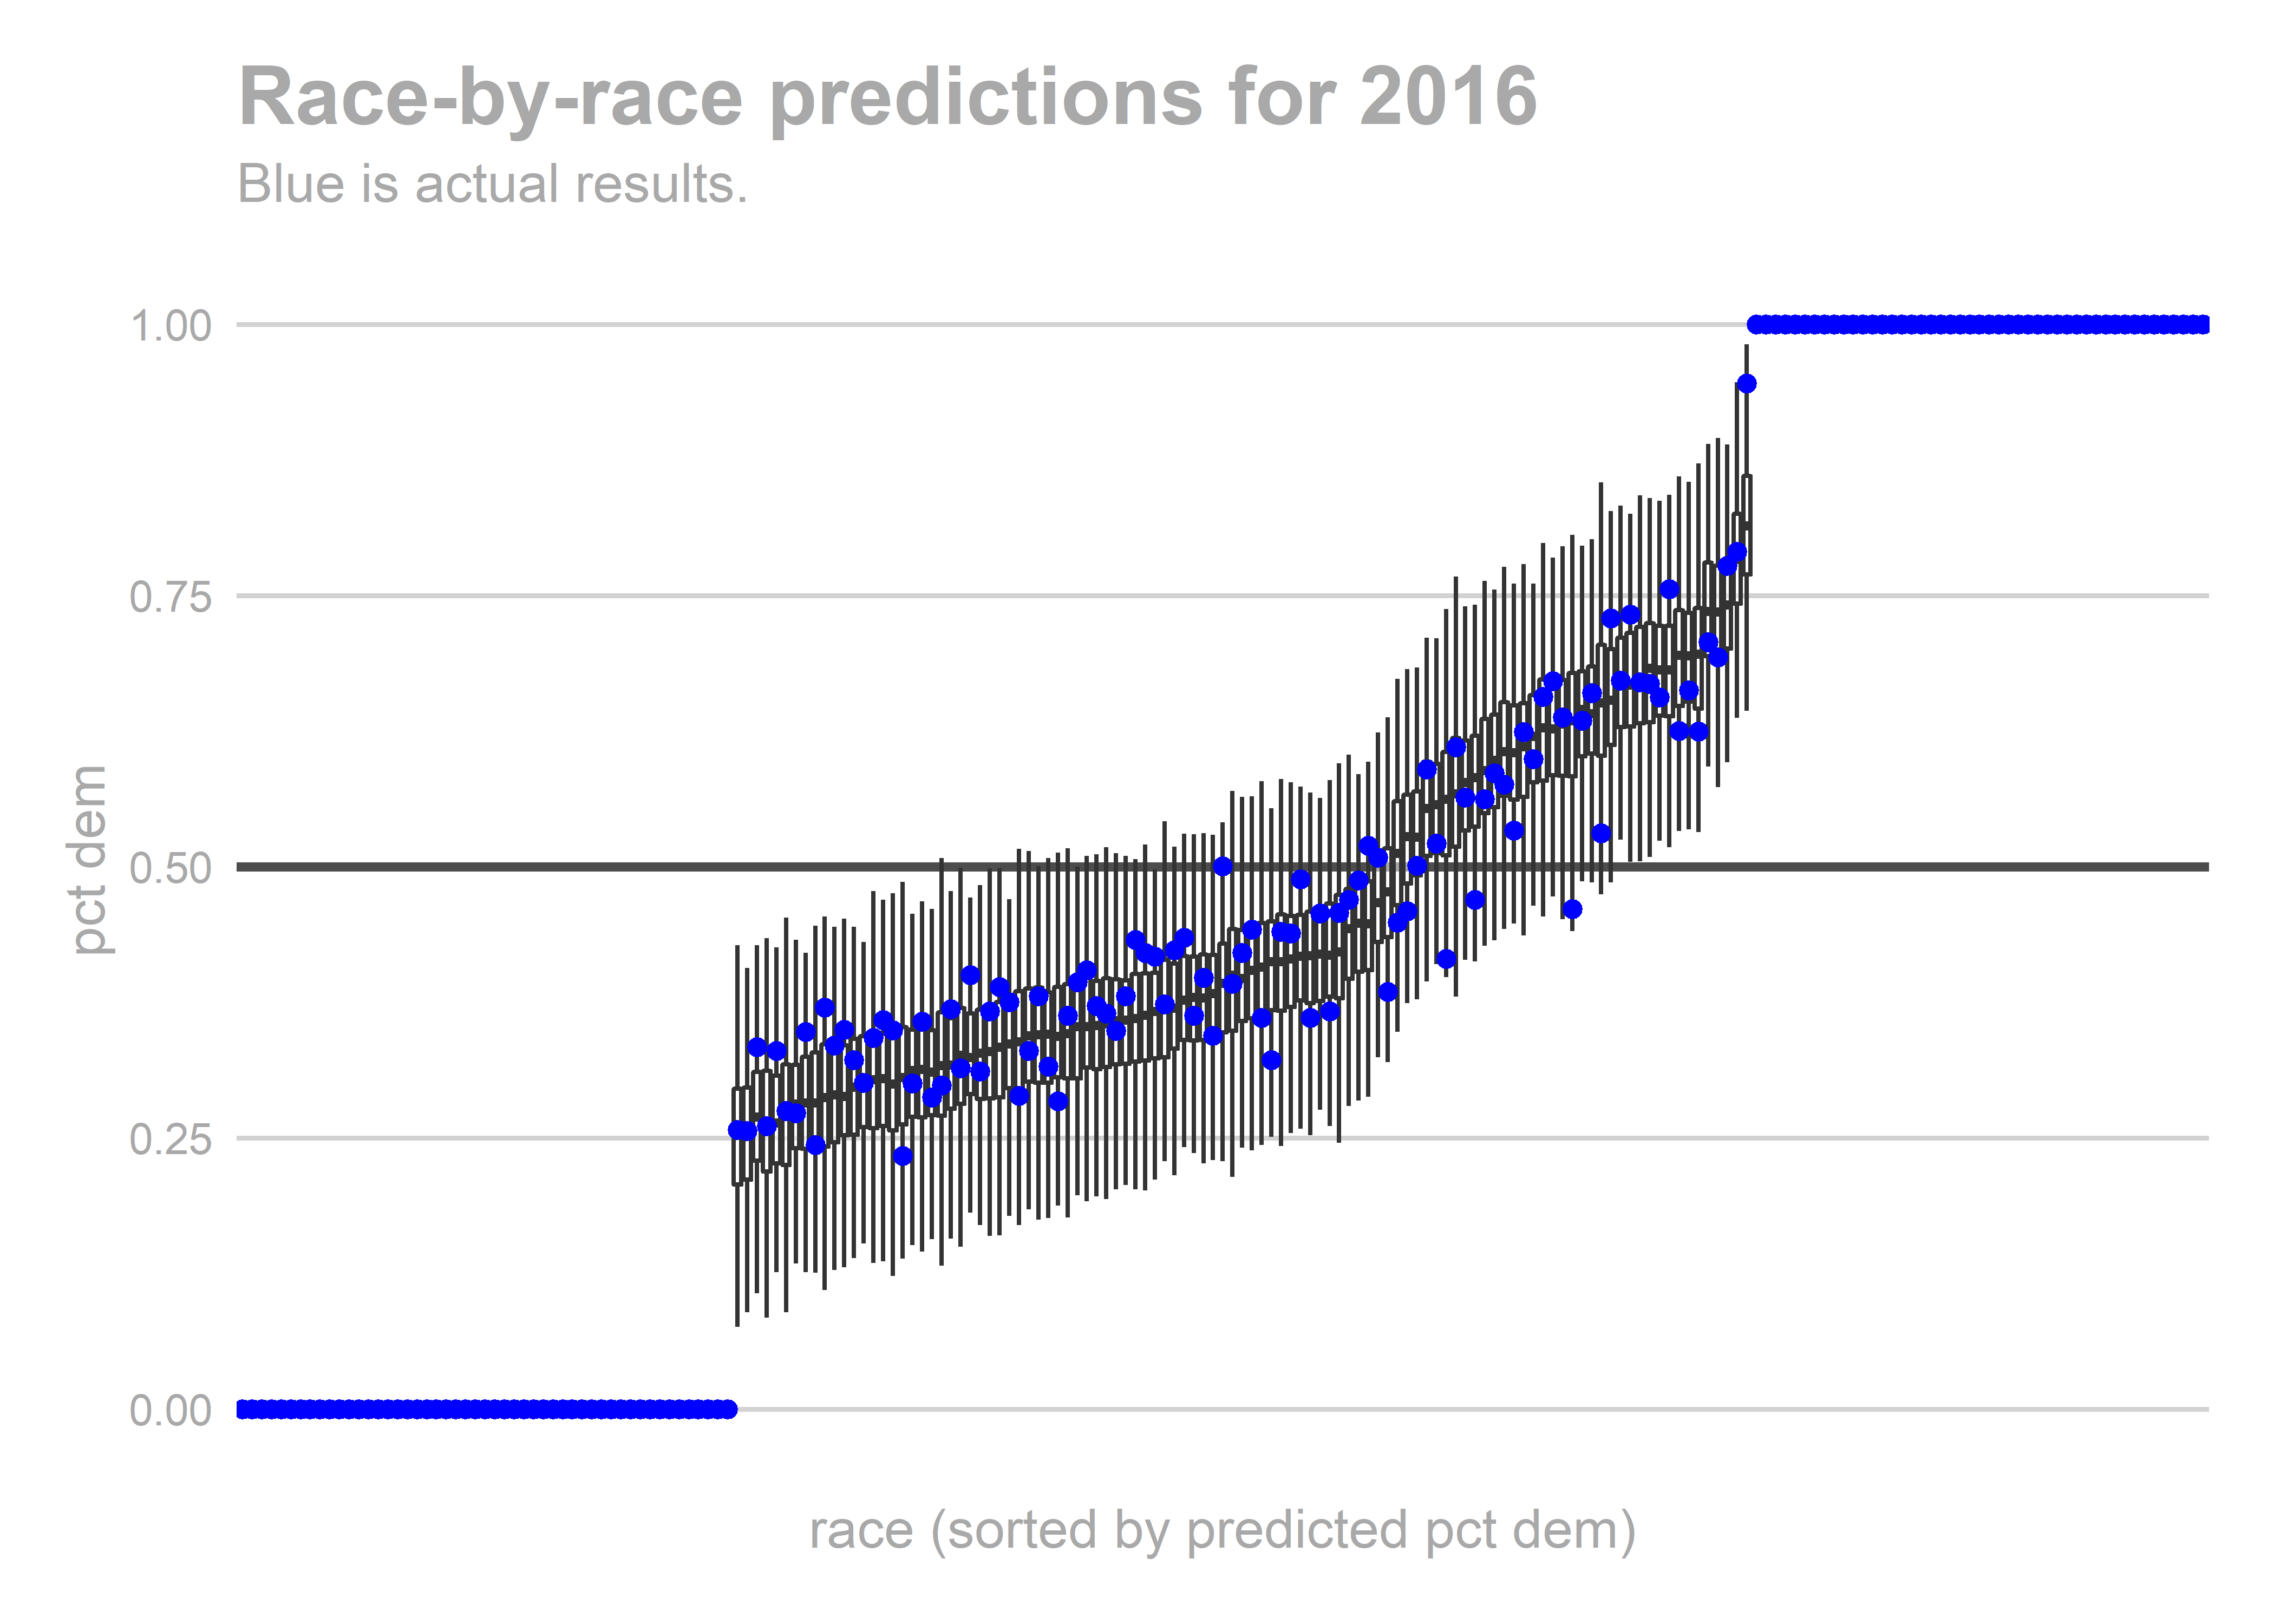 Race-by-race predictions for 2016
Blue is actual results.
1.00
0.75
0.50
0.25
0.00
pct dem
race (sorted by predicted pct dem)